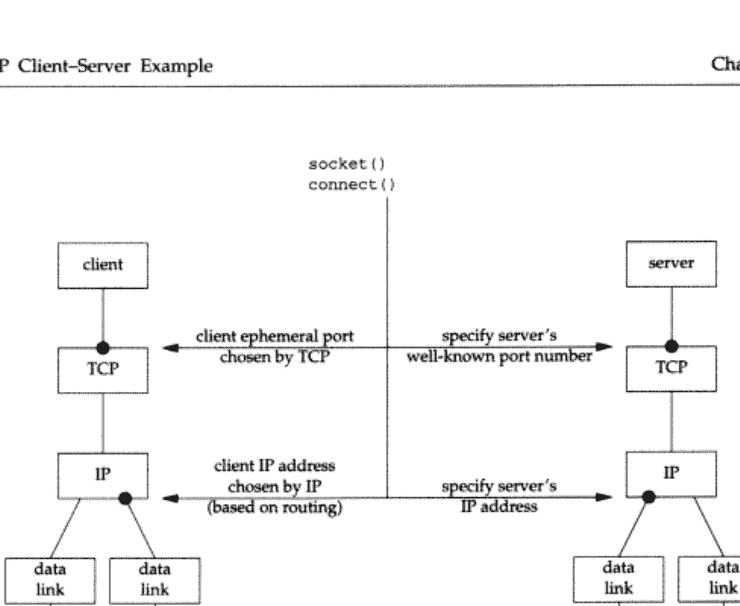 P Client–Server Example
Cha
socket()
connect()
client
server
client ephemeral port
chosen by TCP
specify server's
well-known port number
TCP
TCP
client IP address
chosen by IP
(based on routing)
specify server's
IP address
IP
IP
data
link
data
link
data
link
data
link